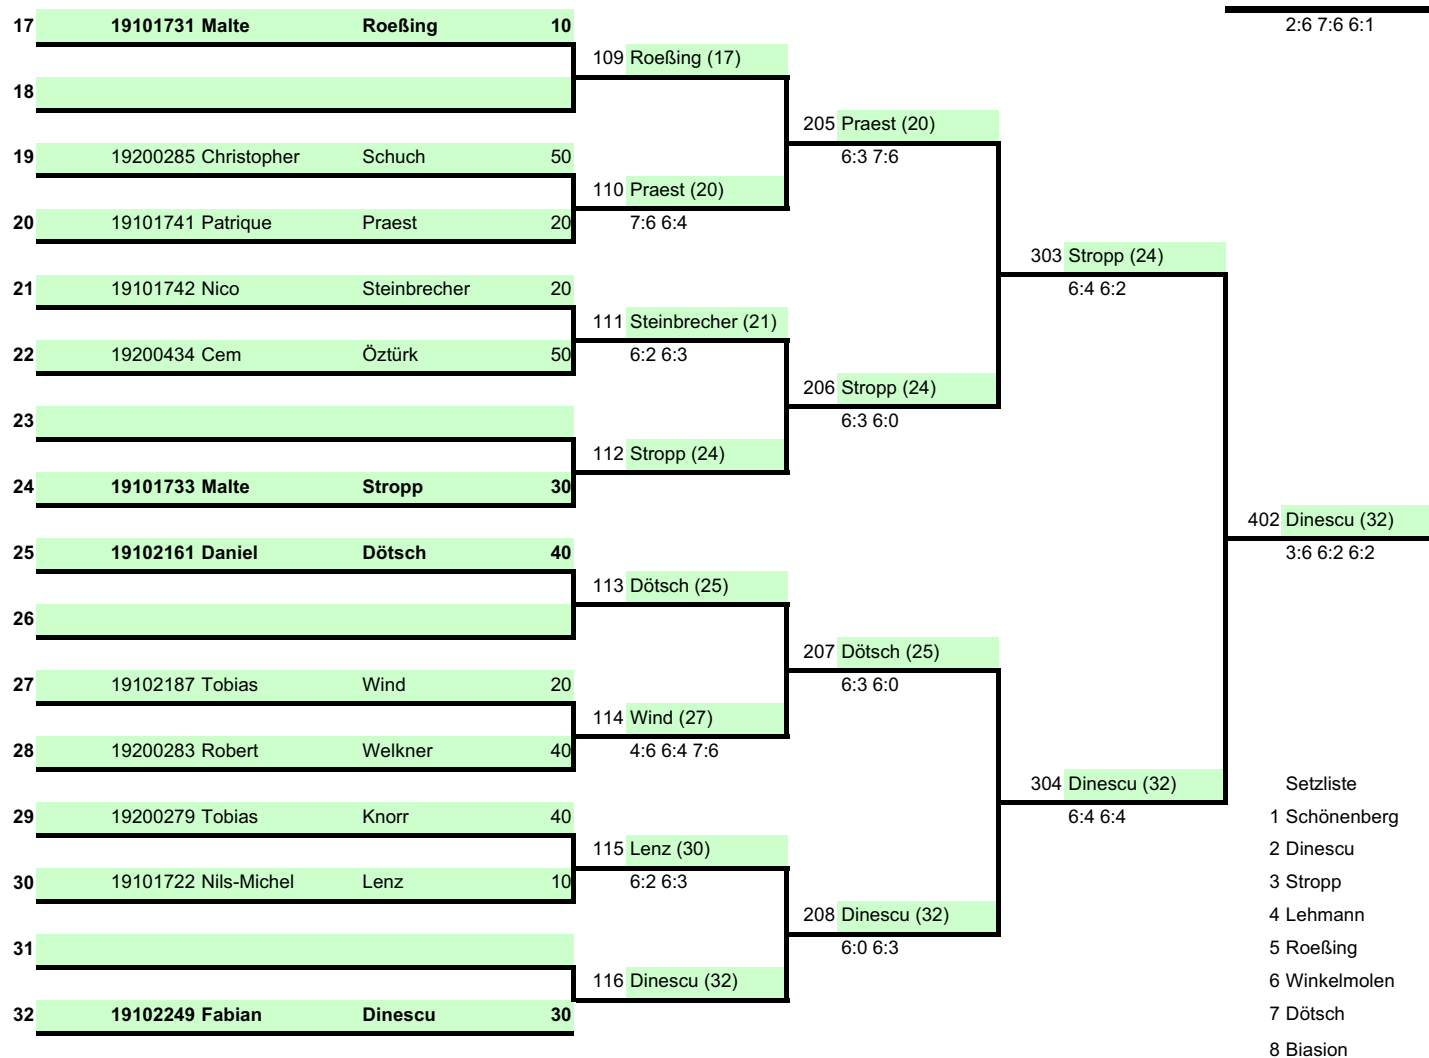 17 19101731 Malte Roeßing 10
2:6 7:6 6:1
109 Roeßing (17)
18
205 Praest (20)
19 19200285 Christopher Schuch 50
6:3 7:6
110 Praest (20)
20 19101741 Patrique Praest 20
7:6 6:4
303 Stropp (24)
21 19101742 Nico Steinbrecher 20
6:4 6:2
111 Steinbrecher (21)
22 19200434 Cem Öztürk 50
6:2 6:3
206 Stropp (24)
23
6:3 6:0
112 Stropp (24)
24 19101733 Malte Stropp 30
402 Dinescu (32)
25 19102161 Daniel Dötsch 40
3:6 6:2 6:2
113 Dötsch (25)
26
207 Dötsch (25)
27 19102187 Tobias Wind 20
6:3 6:0
114 Wind (27)
28 19200283 Robert Welkner 40
4:6 6:4 7:6
304 Dinescu (32)
Setzliste
29 19200279 Tobias Knorr 40
6:4 6:4
1 Schönenberg
115 Lenz (30)
2 Dinescu
30 19101722 Nils-Michel Lenz 10
6:2 6:3
3 Stropp
208 Dinescu (32)
4 Lehmann
31
6:0 6:3
5 Roeßing
116 Dinescu (32)
6 Winkelmolen
32 19102249 Fabian Dinescu 30
7 Dötsch
8 Biasion